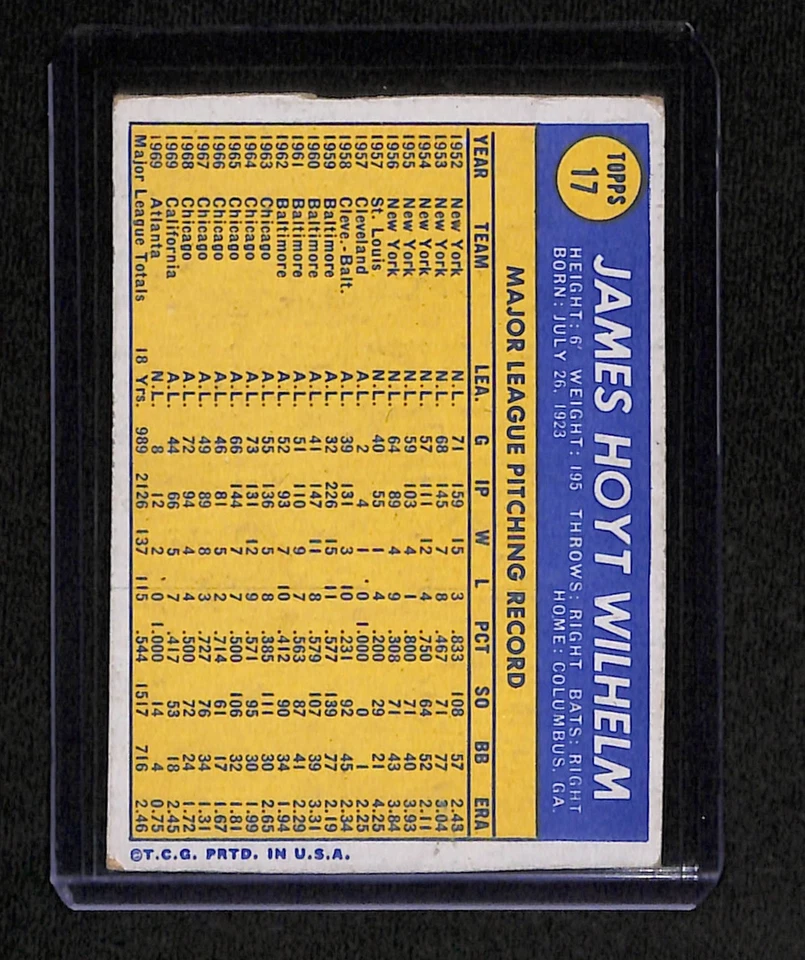 TOPPS
17
JAMES HOYT WILHELM
HEIGHT: 6' WEIGHT: 195 THROWS: RIGHT BATS: RIGHT
BORN: JULY 26, 1923 HOME: COLUMBUS, GA.
MAJOR LEAGUE PITCHING RECORD
YEAR TEAM LEA G IP W L PCT SO BB ERA
1952 New York N.L. 71 159 15 3 .833 108 57 2.43
1953 New York N.L. 68 145 7 8 .467 71 77 3.04
1954 New York N.L. 57 111 12 4 .750 64 52 2.11
1955 New York N.L. 59 103 4 1 .800 71 40 3.93
1956 New York N.L. 64 89 4 9 .308 71 43 3.84
1957 St. Louis N.L. 40 55 1 4 .200 29 21 4.25
1957 Cleveland A.L. 2 4 1 0 1.000 0 1 2.25
1958 Cleve.-Balt. A.L. 39 131 3 10 .231 92 45 2.34
1959 Baltimore A.L. 32 226 15 11 .577 139 77 2.19
1960 Baltimore A.L. 41 147 11 8 .579 107 39 3.31
1961 Baltimore A.L. 51 110 9 7 .563 87 41 2.29
1962 Baltimore A.L. 52 93 7 10 .412 90 34 1.94
1963 Chicago A.L. 55 136 5 8 .385 111 30 2.65
1964 Chicago A.L. 73 131 12 9 .571 95 30 1.99
1965 Chicago A.L. 66 144 7 7 .500 106 32 1.81
1966 Chicago A.L. 46 81 5 2 .714 61 17 1.67
1967 Chicago A.L. 49 89 8 3 .727 76 34 1.31
1968 Chicago A.L. 72 94 4 4 .500 72 24 1.72
1969 California A.L. 44 66 5 7 .417 53 18 2.45
1969 Atlanta N.L. 8 12 2 0 1.000 14 4 0.75
Major League Totals 18 Yrs. 989 2126 137 115 .544 1517 716 2.46
©T.C.G. PRTD. IN U.S.A.